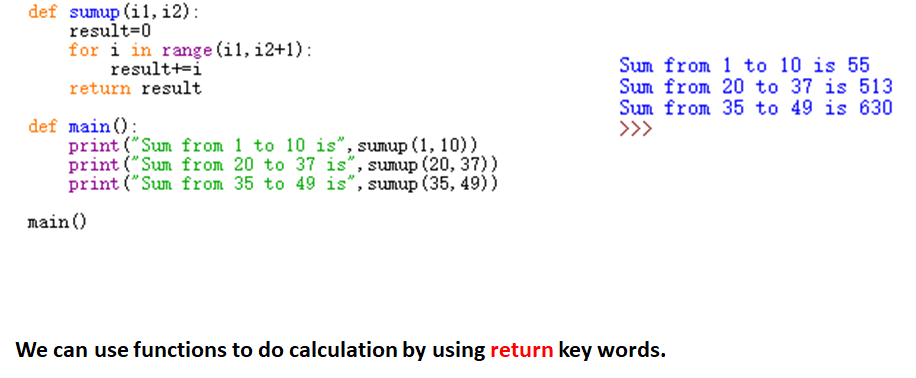 def sumup(i1,i2):
    result=0
    for i in range(i1,i2+1):
        result+=i
    return result
def main():
    print("Sum from 1 to 10 is",sumup(1,10))
    print("Sum from 20 to 37 is",sumup(20,37))
    print("Sum from 35 to 49 is",sumup(35,49))
main()
Sum from 1 to 10 is 55
Sum from 20 to 37 is 513
Sum from 35 to 49 is 630
>>>
We can use functions to do calculation by using return key words.